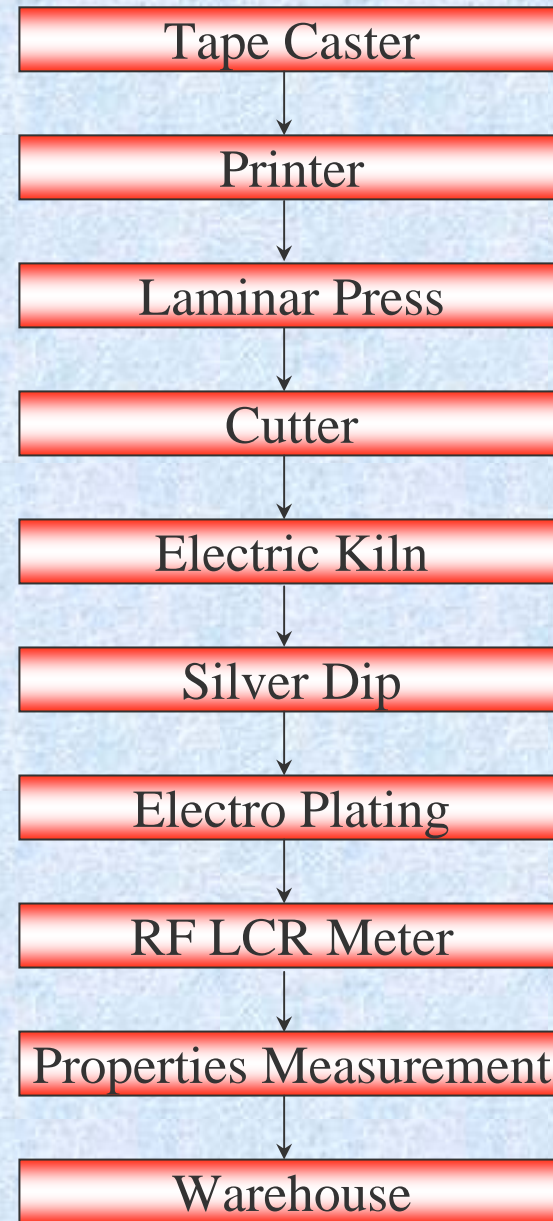 Tape Caster
Printer
Laminar Press
Cutter
Electric Kiln
Silver Dip
Electro Plating
RF LCR Meter
Properties Measurement
Warehouse